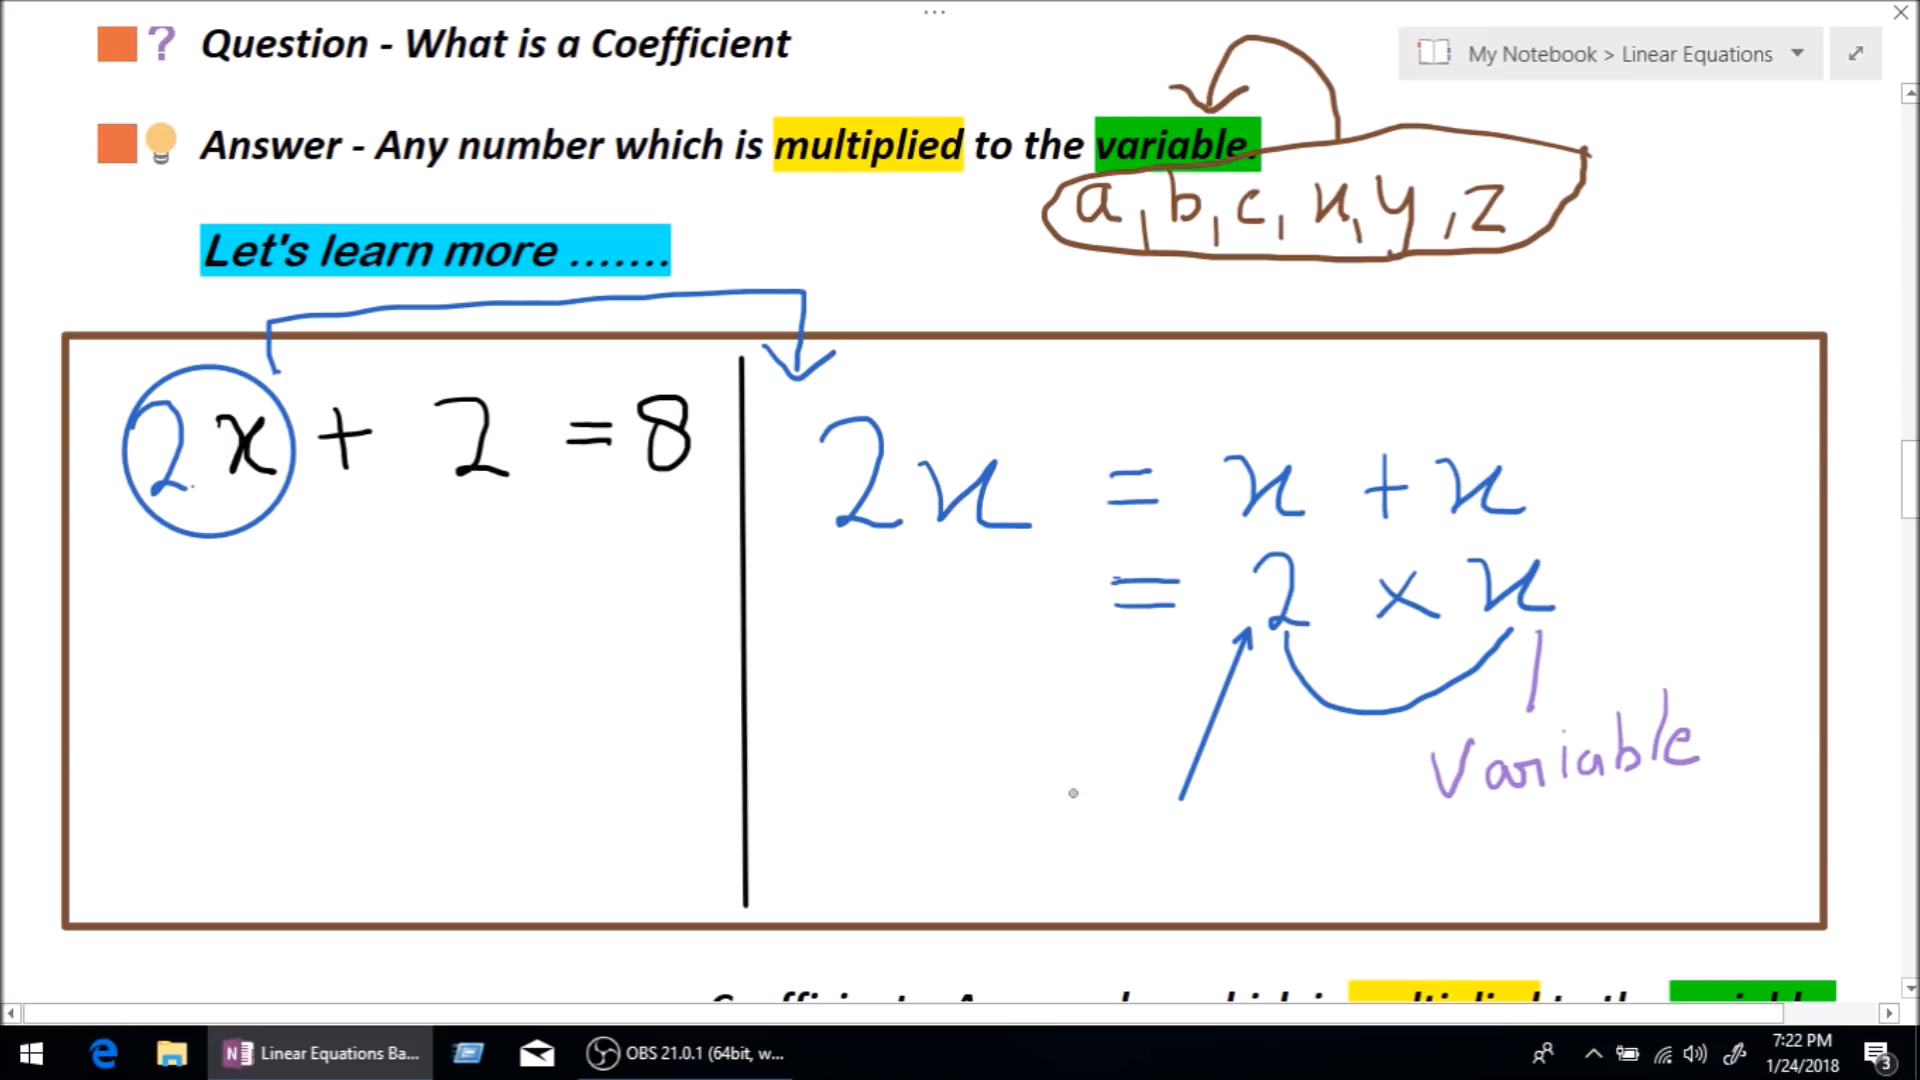 ...
Question - What is a Coefficient
My Notebook > Linear Equations
Answer - Any number which is multiplied to the variable.
a, b, c, x, y, z
Let's learn more .......
2x + 2 = 8
2x = x + x
= 2 × x
Variable
Linear Equations Ba...
OBS 21.0.1 (64bit, w...
7:22 PM
1/24/2018
3